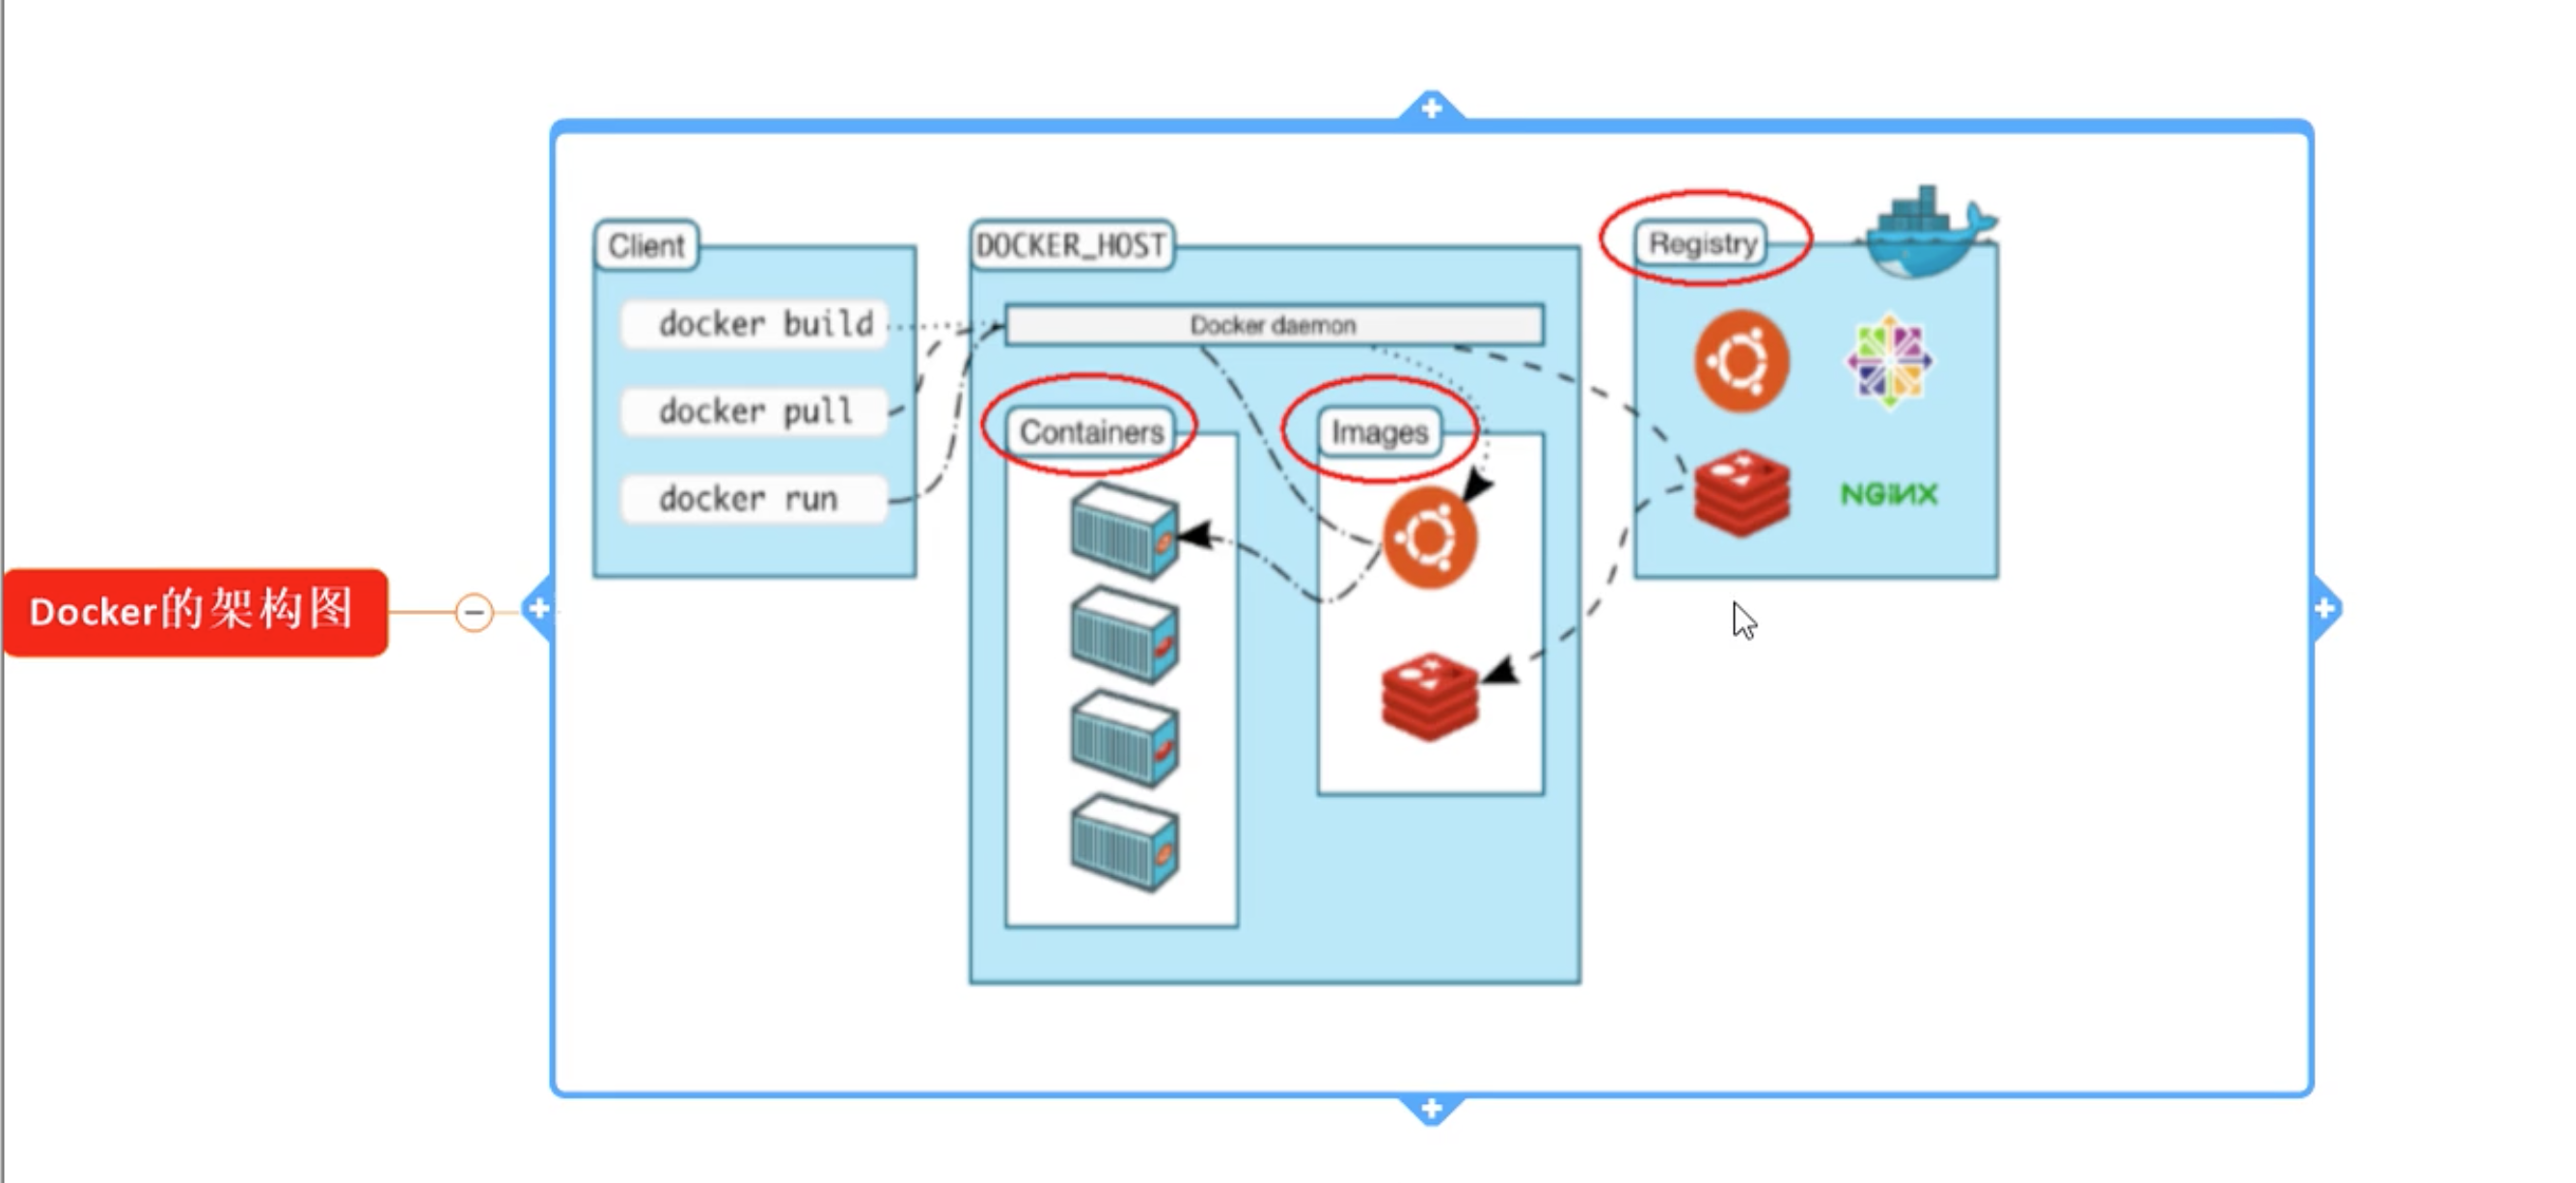 Docker的架构图
Client
docker build
docker pull
docker run
DOCKER_HOST
Docker daemon
Containers
Images
Registry
NGINX